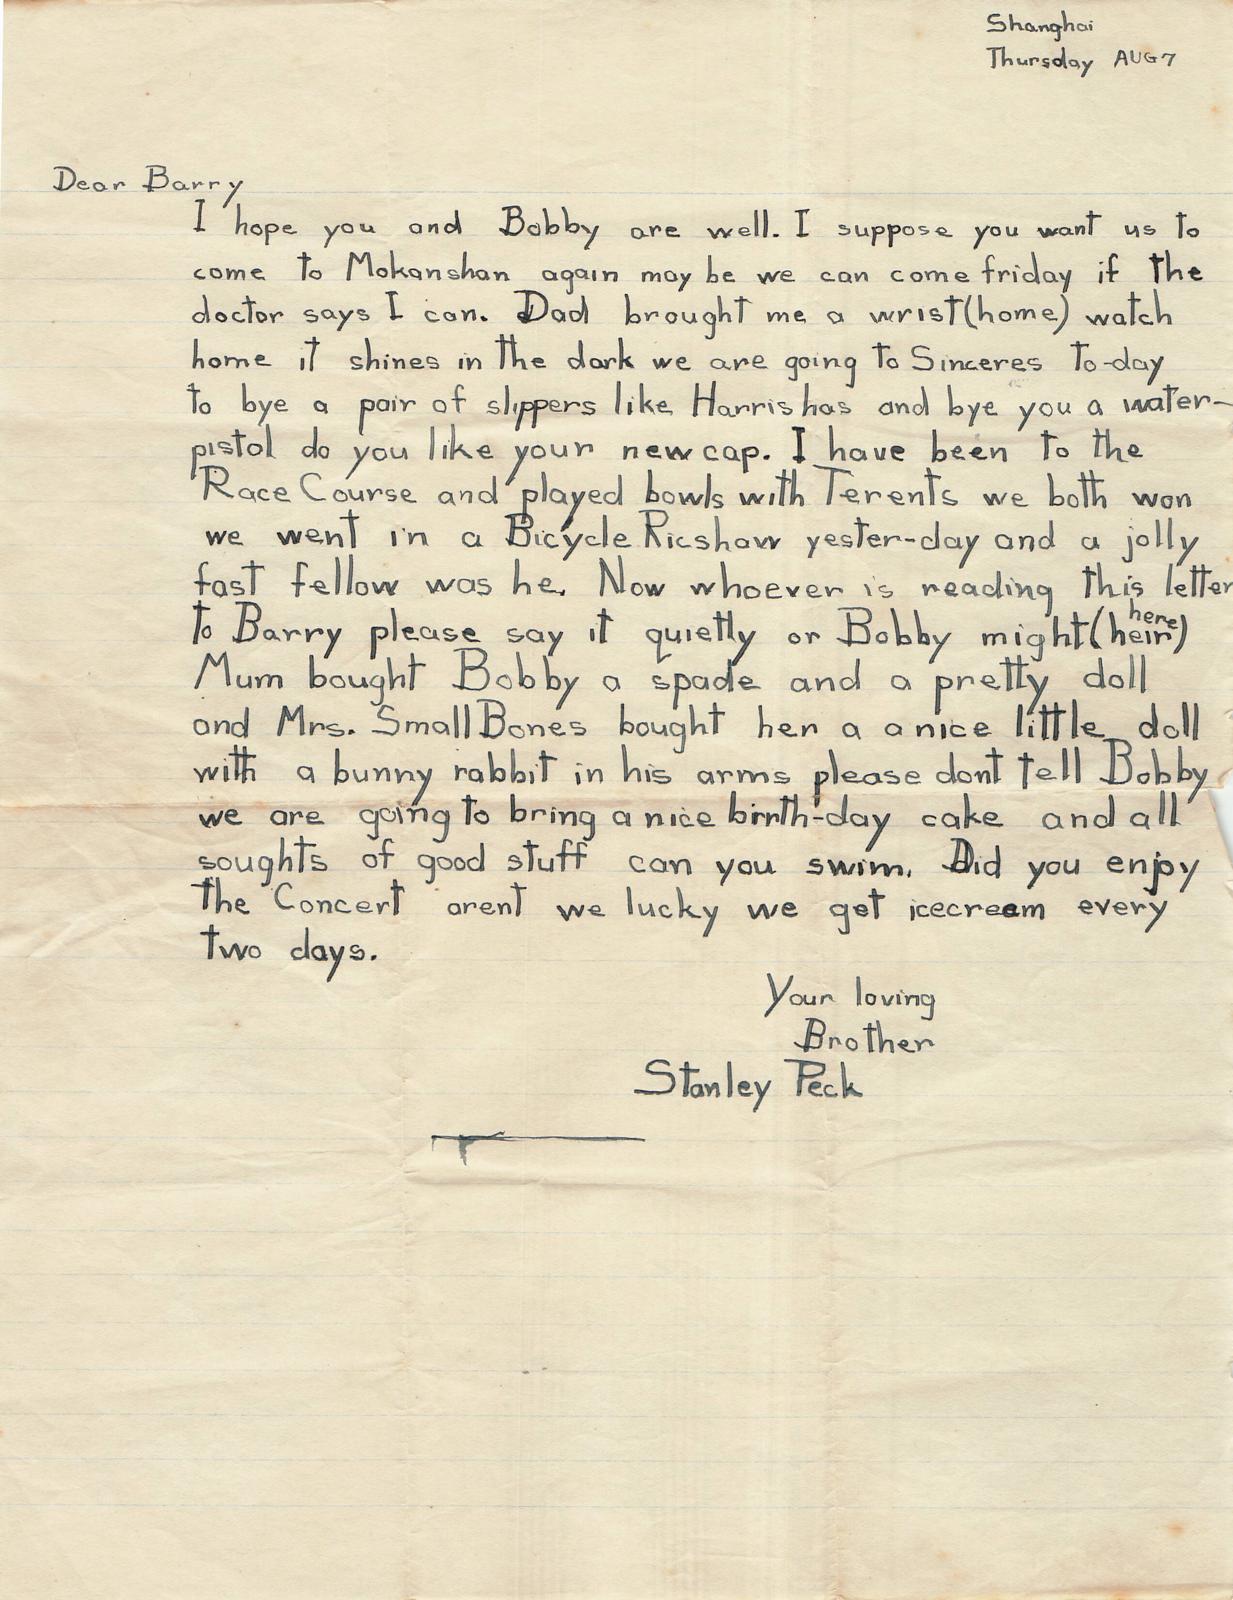 Shanghai
Thursday AUG 7
Dear Barry
I hope you and Bobby are well. I suppose you want us to
come to Mokanshan again may be we can come friday if the
doctor says I can. Dad brought me a wrist(home) watch
home it shines in the dark we are going to Sinceres to-day
to bye a pair of slippers like Harris has and bye you a water-
pistol do you like your new cap. I have been to the
Race Course and played bowls with Terents we both won
we went in a Bicycle Ricshaw yester-day and a jolly
fast fellow was he. Now whoever is reading this letter
to Barry please say it quietly or Bobby might (heir) here
Mum bought Bobby a spade and a pretty doll
and Mrs. Small Bones bought her a a nice little doll
with a bunny rabbit in his arms please dont tell Bobby
we are going to bring a nice birth-day cake and all
soughts of good stuff can you swim. Did you enjoy
the Concert arent we lucky we get icecream every
two days.
Your loving
Brother
Stanley Peck